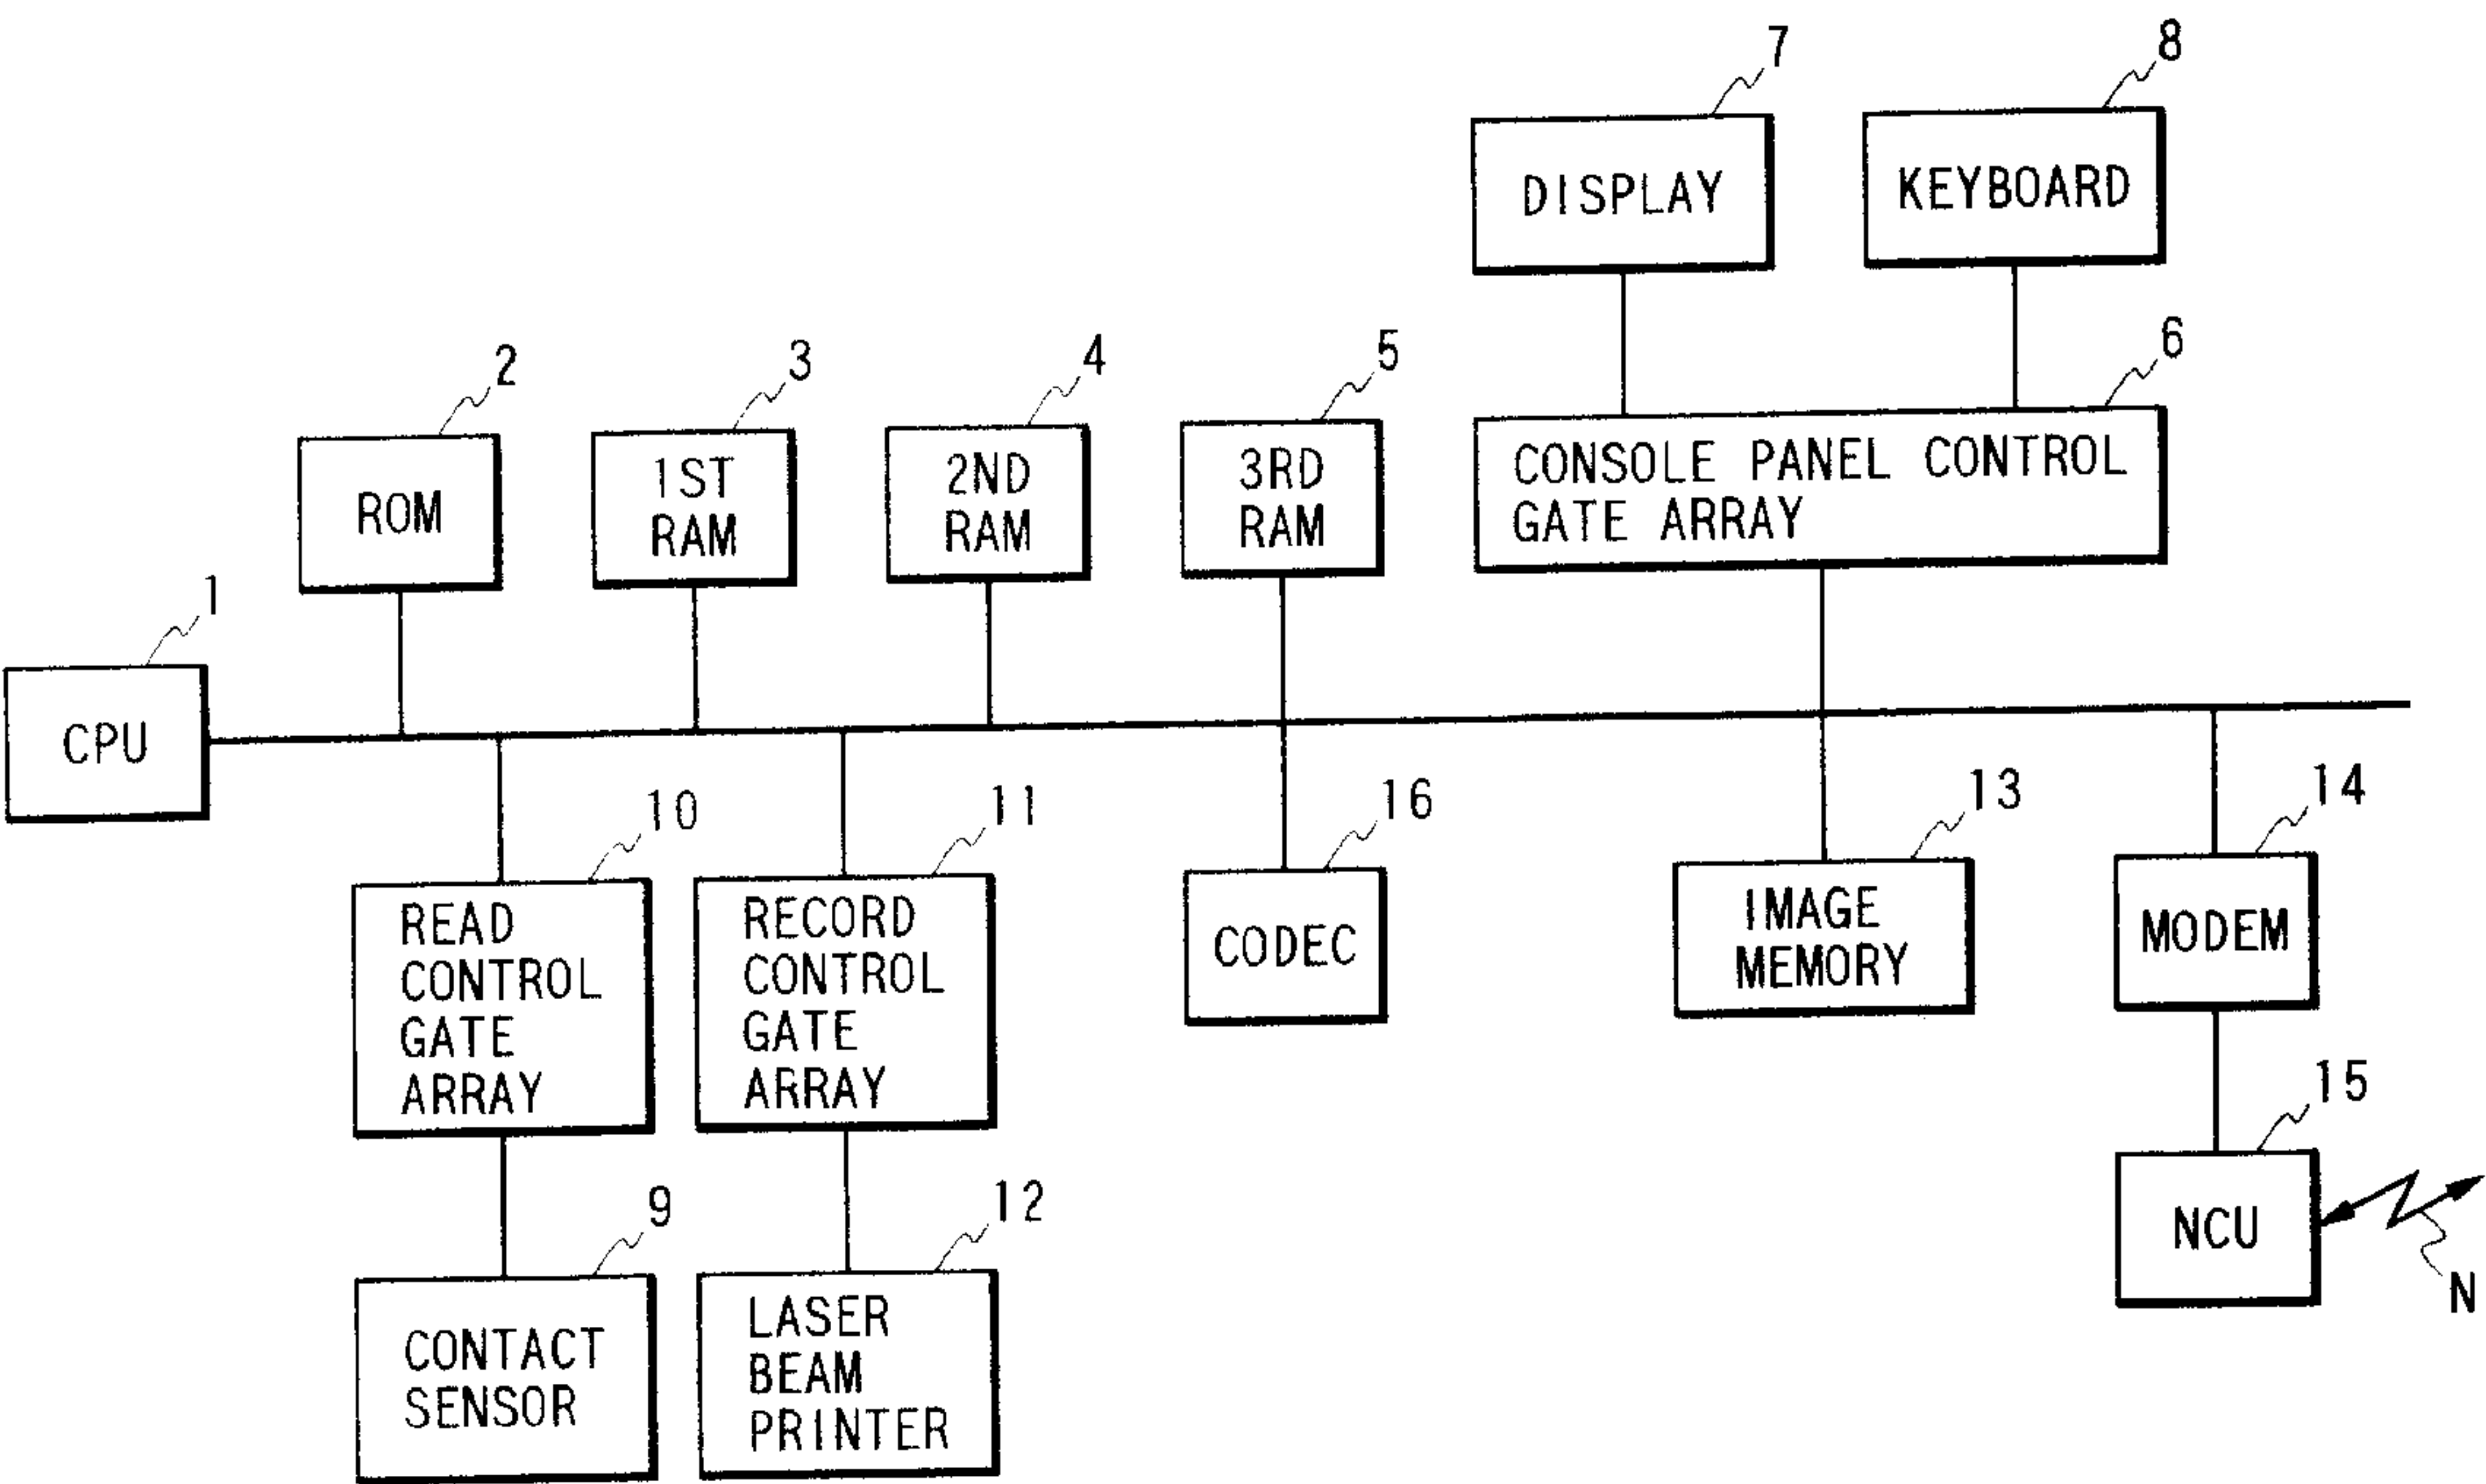 7
8
DISPLAY
KEYBOARD
2
3
4
5
6
ROM
1ST
RAM
2ND
RAM
3RD
RAM
CONSOLE PANEL CONTROL
GATE ARRAY
1
CPU
10
11
16
13
14
READ
CONTROL
GATE
ARRAY
RECORD
CONTROL
GATE
ARRAY
CODEC
IMAGE
MEMORY
MODEM
15
9
12
NCU
N
CONTACT
SENSOR
LASER
BEAM
PRINTER